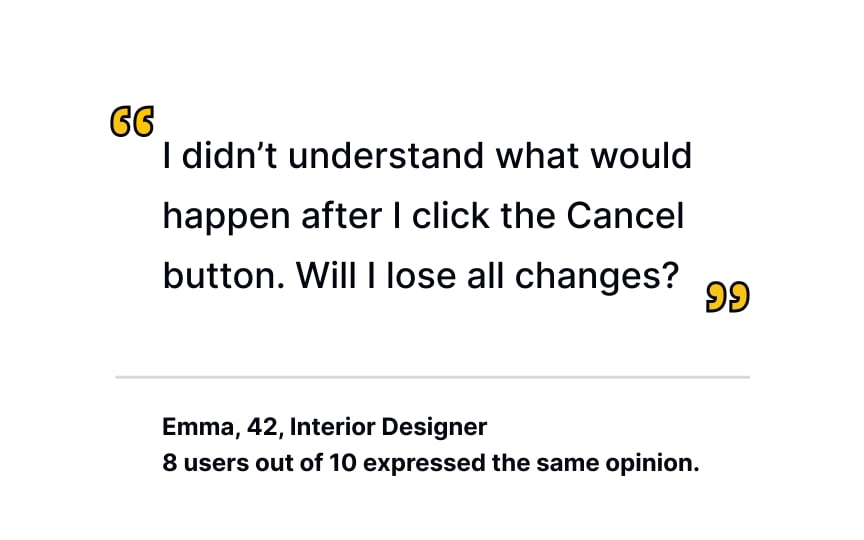 “
I didn’t understand what would
happen after I click the Cancel
button. Will I lose all changes?
”
Emma, 42, Interior Designer
8 users out of 10 expressed the same opinion.